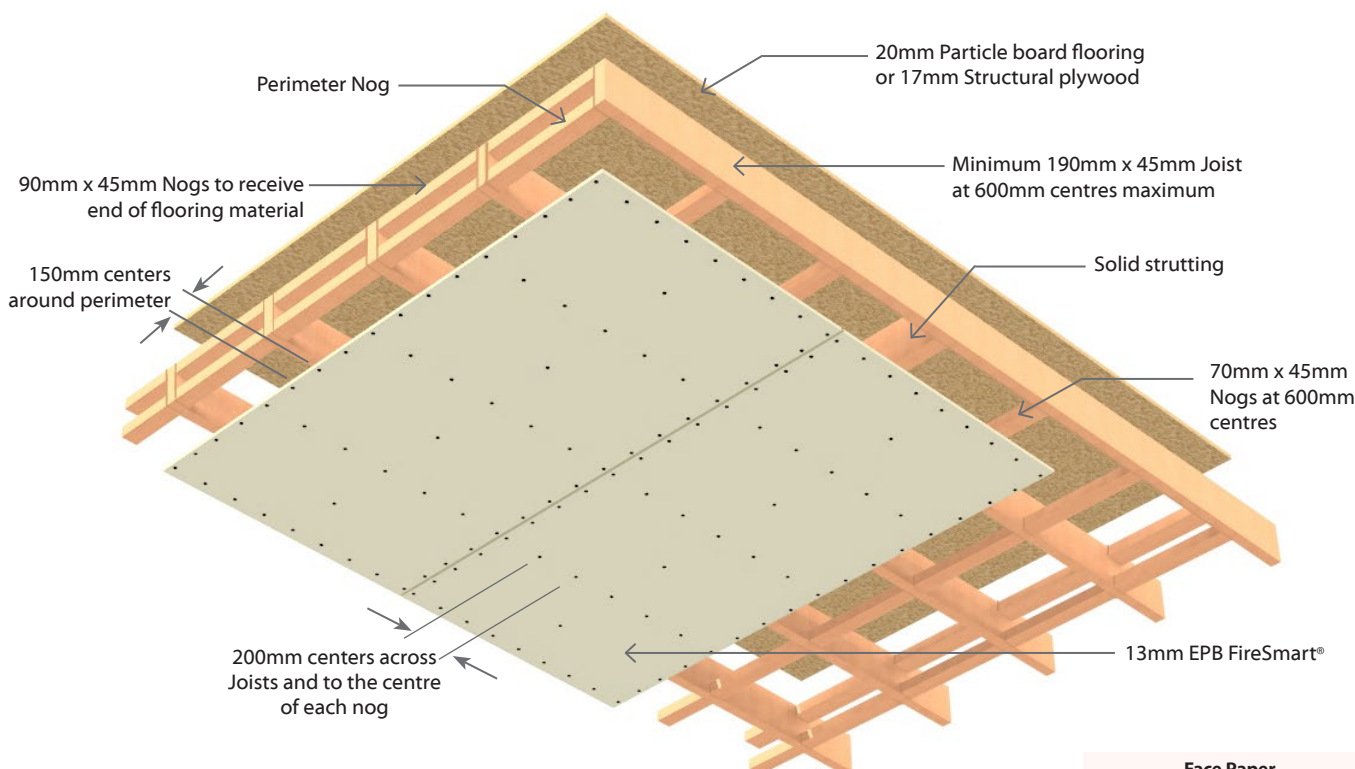 20mm Particle board flooring
or 17mm Structural plywood
Perimeter Nog
Minimum 190mm x 45mm Joist
at 600mm centres maximum
90mm x 45mm Nogs to receive
end of flooring material
Solid strutting
150mm centers
around perimeter
70mm x 45mm
Nogs at 600mm
centres
200mm centers across
Joists and to the centre
of each nog
13mm EPB FireSmart®
Face Paper